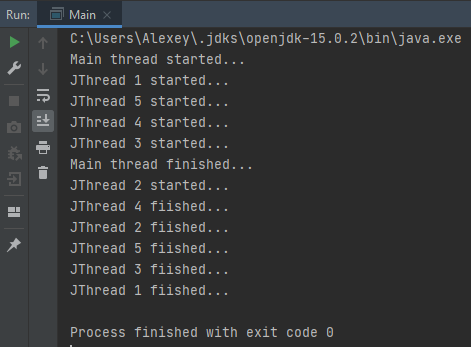 Run: Main
C:\Users\Alexey\.jdks\openjdk-15.0.2\bin\java.exe
Main thread started...
JThread 1 started...
JThread 5 started...
JThread 4 started...
JThread 3 started...
Main thread finished...
JThread 2 started...
JThread 4 fiished...
JThread 2 fiished...
JThread 5 fiished...
JThread 3 fiished...
JThread 1 fiished...
Process finished with exit code 0